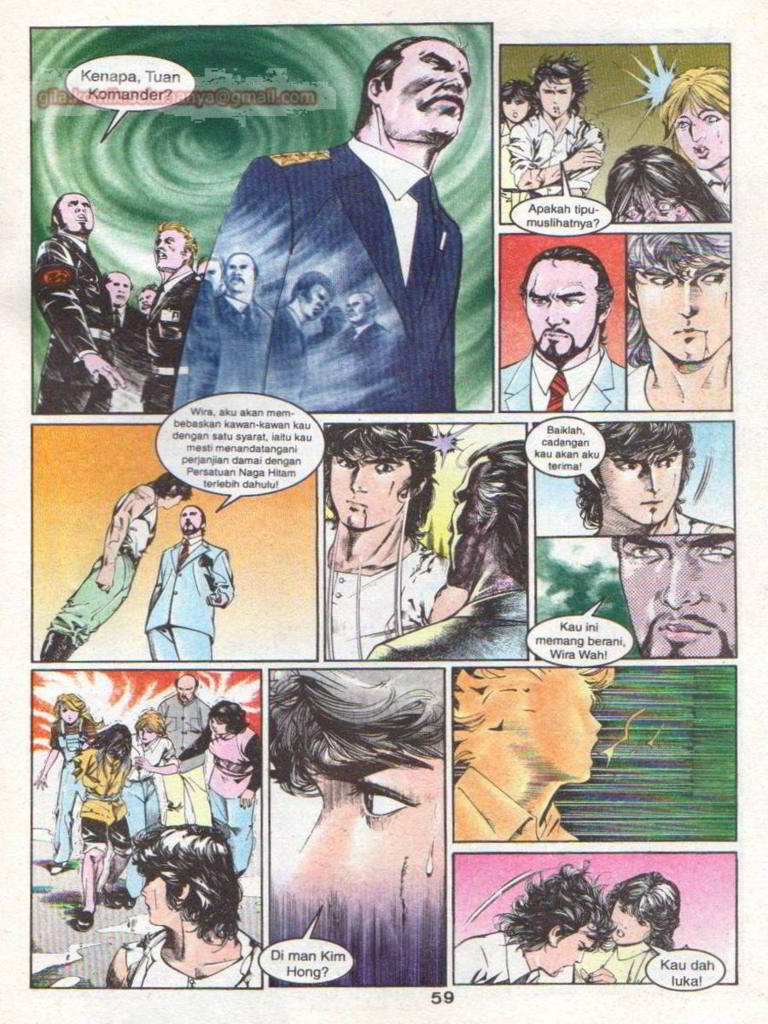 Kenapa, Tuan
Komander?
Apakah tipu-
muslihatnya?
Wira, aku akan mem-
bebaskan kawan-kawan kau
dengan satu syarat, iaitu kau
mesti menandatangani
perjanjian damai dengan
Persatuan Naga Hitam
terlebih dahulu!
Baiklah,
cadangan
kau akan aku
terima!
Kau ini
memang berani,
Wira Wah!
Di man Kim
Hong?
Kau dah
luka!
59